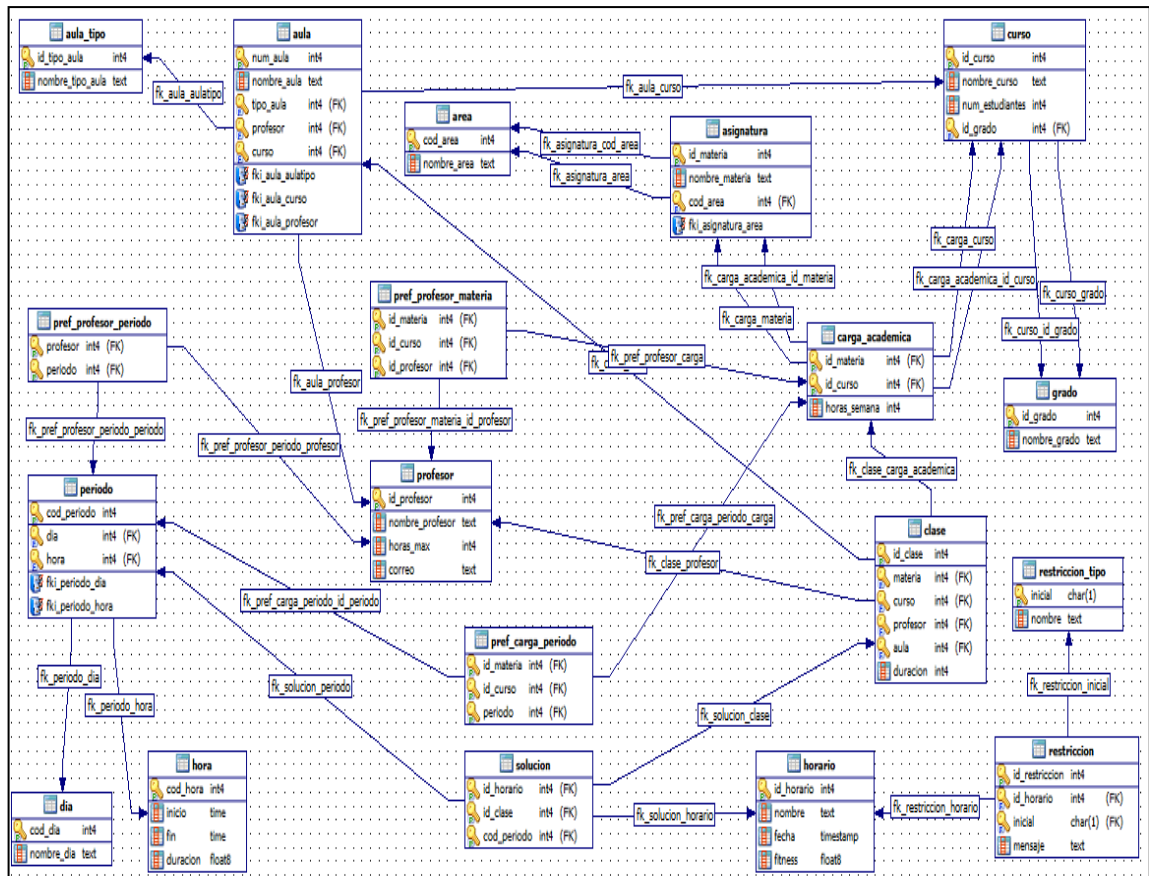 aula_tipo
id_tipo_aula int4
nombre_tipo_aula text
aula
num_aula int4
nombre_aula text
tipo_aula int4 (FK)
profesor int4 (FK)
curso int4 (FK)
fki_aula_aulatipo
fki_aula_curso
fki_aula_profesor
curso
id_curso int4
nombre_curso text
num_estudiantes int4
id_grado int4 (FK)
fk_aula_aulatipo
fk_aula_curso
area
cod_area int4
nombre_area text
fk_asignatura_cod_area
fk_asignatura_area
asignatura
id_materia int4
nombre_materia text
cod_area int4 (FK)
fki_asignatura_area
fk_carga_curso
fk_carga_academica_id_materia
fk_carga_academica_id_curso
fk_carga_materia
fk_curso_grado
fk_curso_id_grado
pref_profesor_periodo
profesor int4 (FK)
periodo int4 (FK)
pref_profesor_materia
id_materia int4 (FK)
id_curso int4 (FK)
id_profesor int4 (FK)
carga_academica
id_materia int4 (FK)
id_curso int4 (FK)
horas_semana int4
fk_pref_profesor_carga
fk_aula_profesor
grado
id_grado int4
nombre_grado text
fk_pref_profesor_periodo_periodo
fk_pref_profesor_periodo_profesor
fk_pref_profesor_materia_id_profesor
fk_clase_carga_academica
periodo
cod_periodo int4
dia int4 (FK)
hora int4 (FK)
fki_periodo_dia
fki_periodo_hora
profesor
id_profesor int4
nombre_profesor text
horas_max int4
correo text
fk_pref_carga_periodo_carga
fk_clase_profesor
clase
id_clase int4
materia int4 (FK)
curso int4 (FK)
profesor int4 (FK)
aula int4 (FK)
duracion int4
restriccion_tipo
inicial char(1)
nombre text
fk_pref_carga_periodo_id_periodo
pref_carga_periodo
id_materia int4 (FK)
id_curso int4 (FK)
periodo int4 (FK)
fk_periodo_dia
fk_solucion_periodo
fk_periodo_hora
fk_restriccion_inicial
fk_solucion_clase
hora
cod_hora int4
inicio time
fin time
duracion float8
dia
cod_dia int4
nombre_dia text
solucion
id_horario int4 (FK)
id_clase int4 (FK)
cod_periodo int4 (FK)
fk_solucion_horario
horario
id_horario int4
nombre text
fecha timestamp
fitness float8
fk_restriccion_horario
restriccion
id_restriccion int4
id_horario int4 (FK)
inicial char(1) (FK)
mensaje text